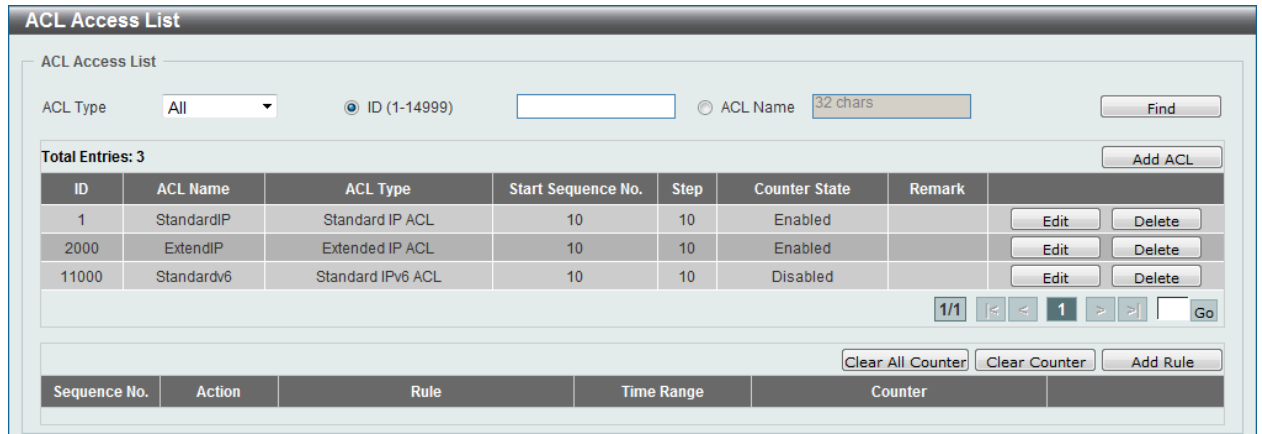 ACL Access List
ACL Access List
ACL Type All ID (1-14999) ACL Name 32 chars Find
Total Entries: 3 Add ACL
ID ACL Name ACL Type Start Sequence No. Step Counter State Remark
1 StandardIP Standard IP ACL 10 10 Enabled Edit Delete
2000 ExtendIP Extended IP ACL 10 10 Enabled Edit Delete
11000 Standardv6 Standard IPv6 ACL 10 10 Disabled Edit Delete
1/1 |< < 1 > >| Go
Clear All Counter Clear Counter Add Rule
Sequence No. Action Rule Time Range Counter